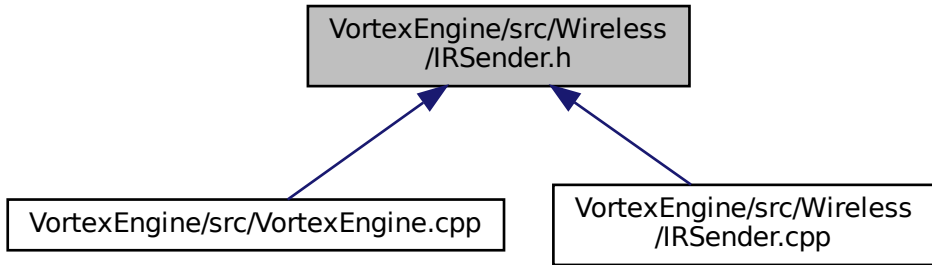 VortexEngine/src/Wireless
/IRSender.h
VortexEngine/src/VortexEngine.cpp
VortexEngine/src/Wireless
/IRSender.cpp